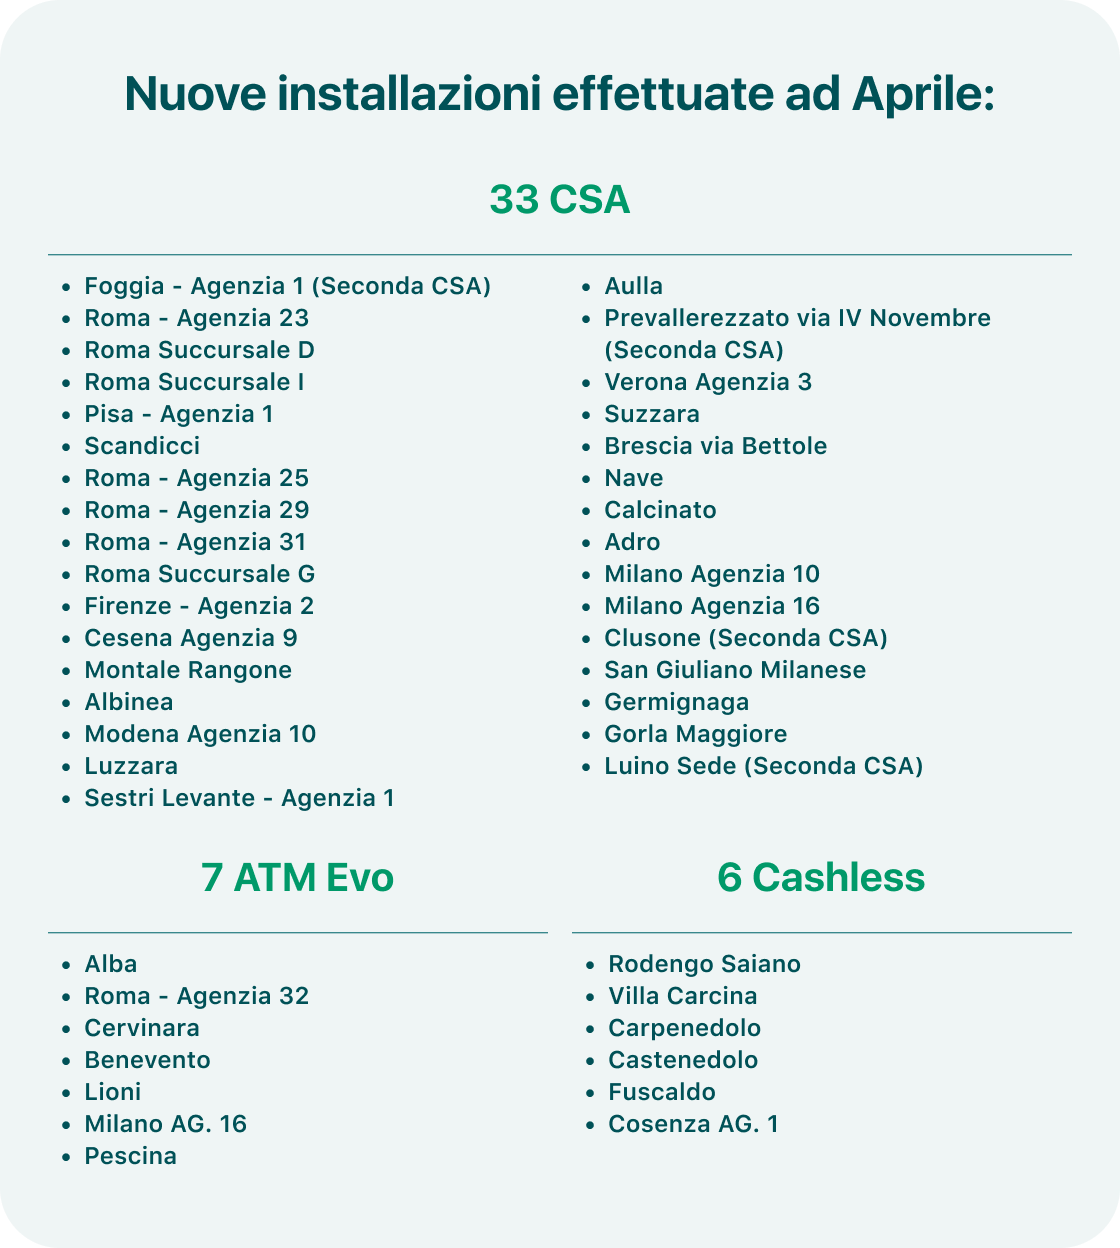 Nuove installazioni effettuate ad Aprile:
33 CSA
• Foggia - Agenzia 1 (Seconda CSA)
• Roma - Agenzia 23
• Roma Succursale D
• Roma Succursale I
• Pisa - Agenzia 1
• Scandicci
• Roma - Agenzia 25
• Roma - Agenzia 29
• Roma - Agenzia 31
• Roma Succursale G
• Firenze - Agenzia 2
• Cesena Agenzia 9
• Montale Rangone
• Albinea
• Modena Agenzia 10
• Luzzara
• Sestri Levante - Agenzia 1
• Aulla
• Prevallerezzato via IV Novembre
(Seconda CSA)
• Verona Agenzia 3
• Suzzara
• Brescia via Bettole
• Nave
• Calcinato
• Adro
• Milano Agenzia 10
• Milano Agenzia 16
• Clusone (Seconda CSA)
• San Giuliano Milanese
• Germignaga
• Gorla Maggiore
• Luino Sede (Seconda CSA)
7 ATM Evo
• Alba
• Roma - Agenzia 32
• Cervinara
• Benevento
• Lioni
• Milano AG. 16
• Pescina
6 Cashless
• Rodengo Saiano
• Villa Carcina
• Carpenedolo
• Castenedolo
• Fuscaldo
• Cosenza AG. 1